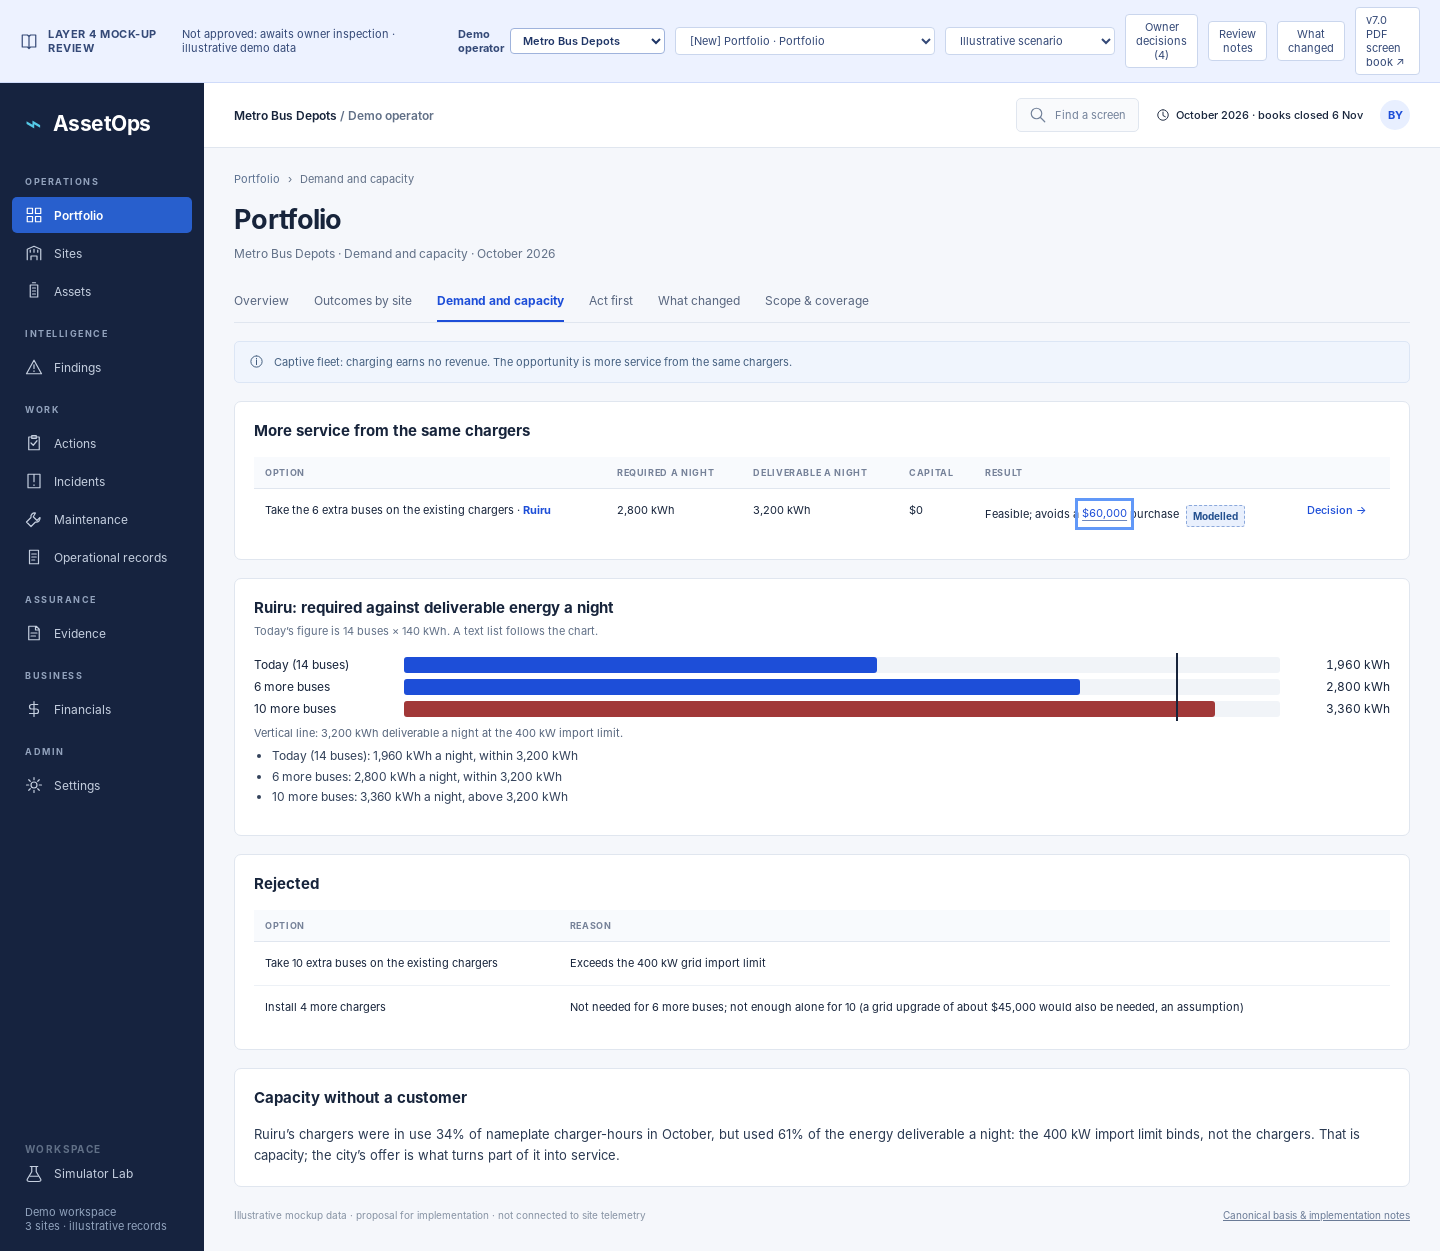 LAYER 4 MOCK-UP REVIEW
Not approved: awaits owner inspection · illustrative demo data
Demo operator
Metro Bus Depots
[New] Portfolio · Portfolio
Illustrative scenario
Owner decisions (4)
Review notes
What changed
v7.0 PDF screen book ↗
AssetOps
Metro Bus Depots / Demo operator
Find a screen
October 2026 · books closed 6 Nov
BY
OPERATIONS
Portfolio
Sites
Assets
INTELLIGENCE
Findings
WORK
Actions
Incidents
Maintenance
Operational records
ASSURANCE
Evidence
BUSINESS
Financials
ADMIN
Settings
WORKSPACE
Simulator Lab
Demo workspace
3 sites · illustrative records
Portfolio › Demand and capacity
Portfolio
Metro Bus Depots · Demand and capacity · October 2026
Overview Outcomes by site Demand and capacity Act first What changed Scope & coverage
Captive fleet: charging earns no revenue. The opportunity is more service from the same chargers.
More service from the same chargers
OPTION REQUIRED A NIGHT DELIVERABLE A NIGHT CAPITAL RESULT
Take the 6 extra buses on the existing chargers · Ruiru 2,800 kWh 3,200 kWh $0 Feasible; avoids a $60,000 purchase Modelled Decision →
Ruiru: required against deliverable energy a night
Today's figure is 14 buses × 140 kWh. A text list follows the chart.
Today (14 buses) 1,960 kWh
6 more buses 2,800 kWh
10 more buses 3,360 kWh
Vertical line: 3,200 kWh deliverable a night at the 400 kW import limit.
• Today (14 buses): 1,960 kWh a night, within 3,200 kWh
• 6 more buses: 2,800 kWh a night, within 3,200 kWh
• 10 more buses: 3,360 kWh a night, above 3,200 kWh
Rejected
OPTION REASON
Take 10 extra buses on the existing chargers Exceeds the 400 kW grid import limit
Install 4 more chargers Not needed for 6 more buses; not enough alone for 10 (a grid upgrade of about $45,000 would also be needed, an assumption)
Capacity without a customer
Ruiru's chargers were in use 34% of nameplate charger-hours in October, but used 61% of the energy deliverable a night: the 400 kW import limit binds, not the chargers. That is
capacity; the city's offer is what turns part of it into service.
Illustrative mockup data · proposal for implementation · not connected to site telemetry
Canonical basis & implementation notes